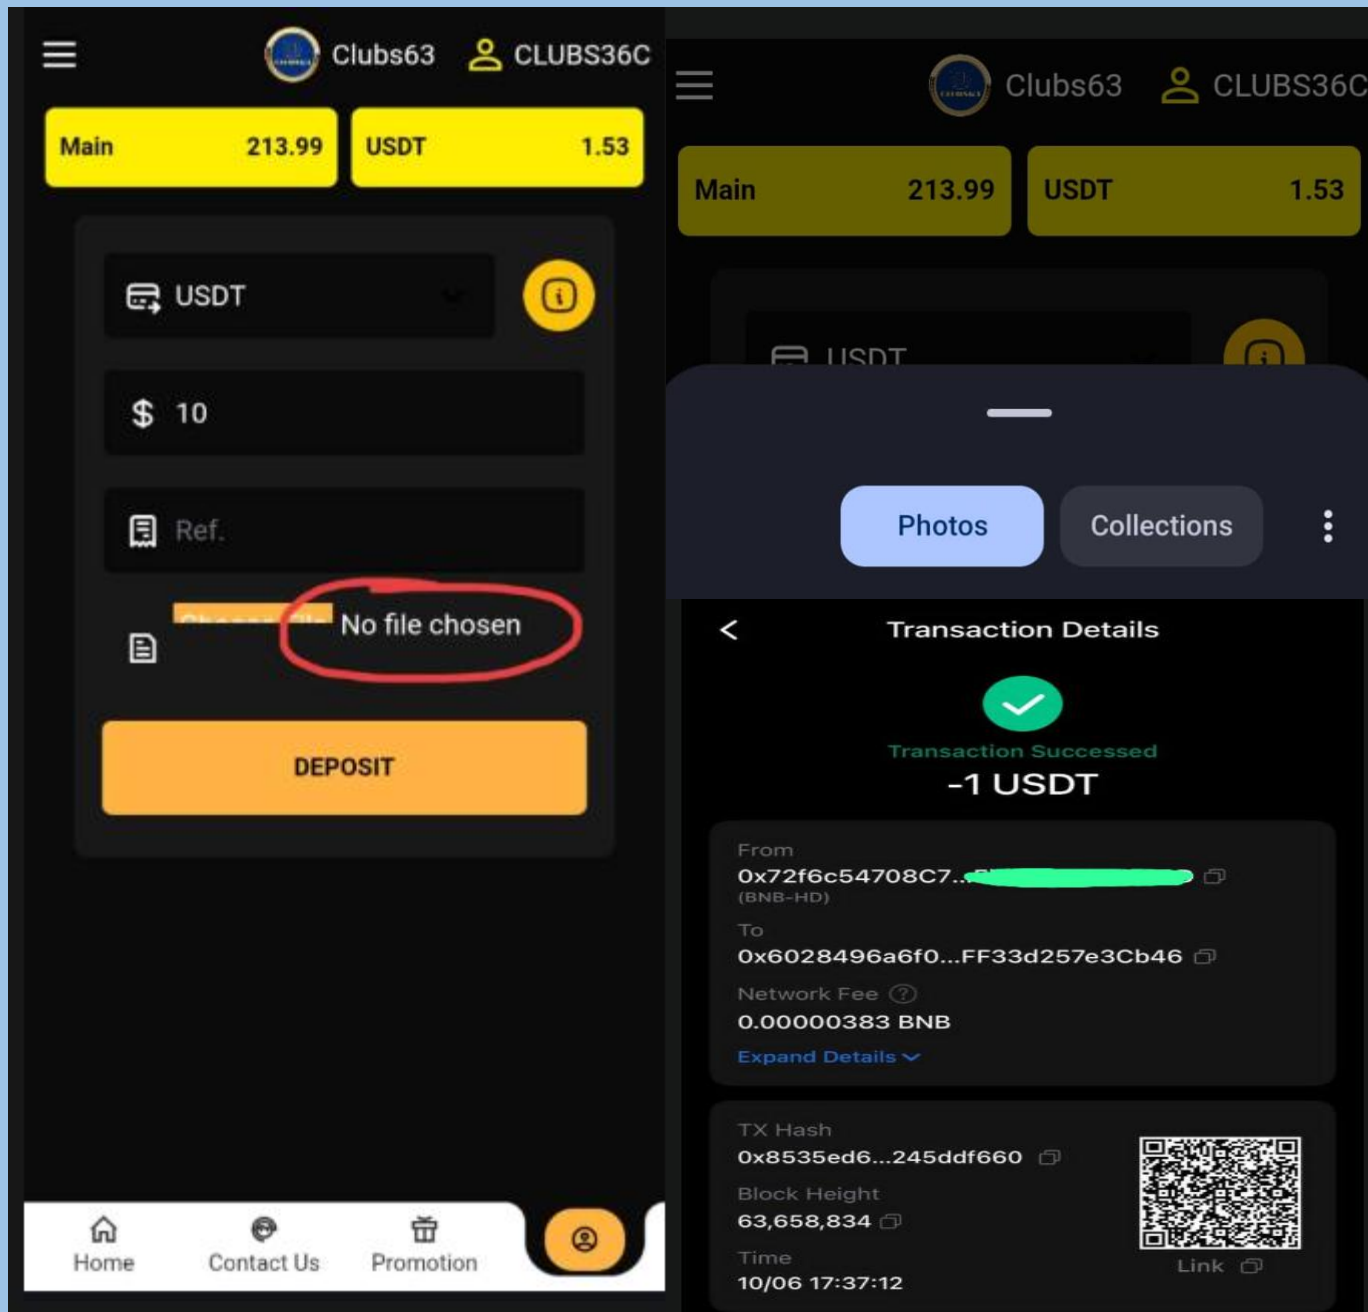 Clubs63 CLUBS36C
Main 213.99 USDT 1.53
USDT
$ 10
Ref.
No file chosen
DEPOSIT
Home Contact Us Promotion
Clubs63 CLUBS36C
Main 213.99 USDT 1.53
USDT
Photos Collections
Transaction Details
Transaction Successed
-1 USDT
From
0x72f6c54708C7...
(BNB-HD)
To
0x6028496a6f0...FF33d257e3Cb46
Network Fee ?
0.00000383 BNB
Expand Details
TX Hash
0x8535ed6...245ddf660
Block Height
63,658,834
Time
10/06 17:37:12
Link